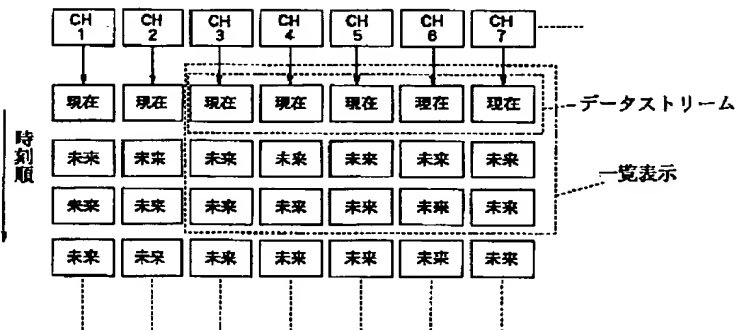 CH 1 CH 2 CH 3 CH 4 CH 5 CH 6 CH 7
現在 現在 現在 現在 現在 現在 現在 データストリーム
時刻順
未来 未来 未来 未来 未来 未来 未来
一覧表示
未来 未来 未来 未来 未来 未来 未来
未来 未来 未来 未来 未来 未来 未来